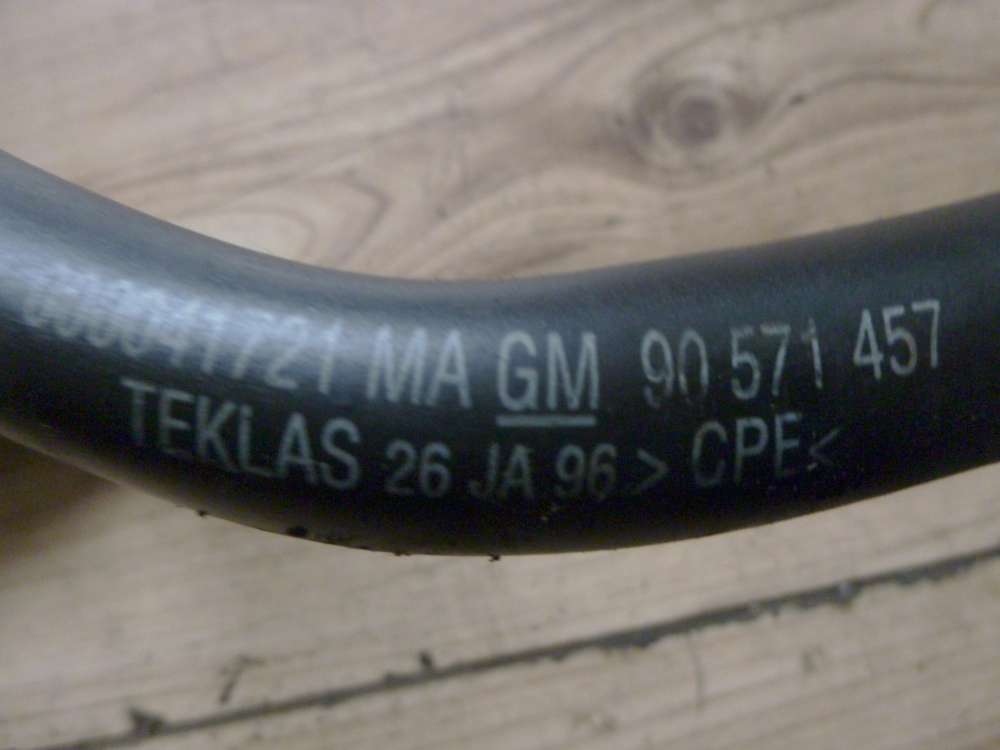 MA GM 90 571 457
TEKLAS 26 JA 96 > CPE <